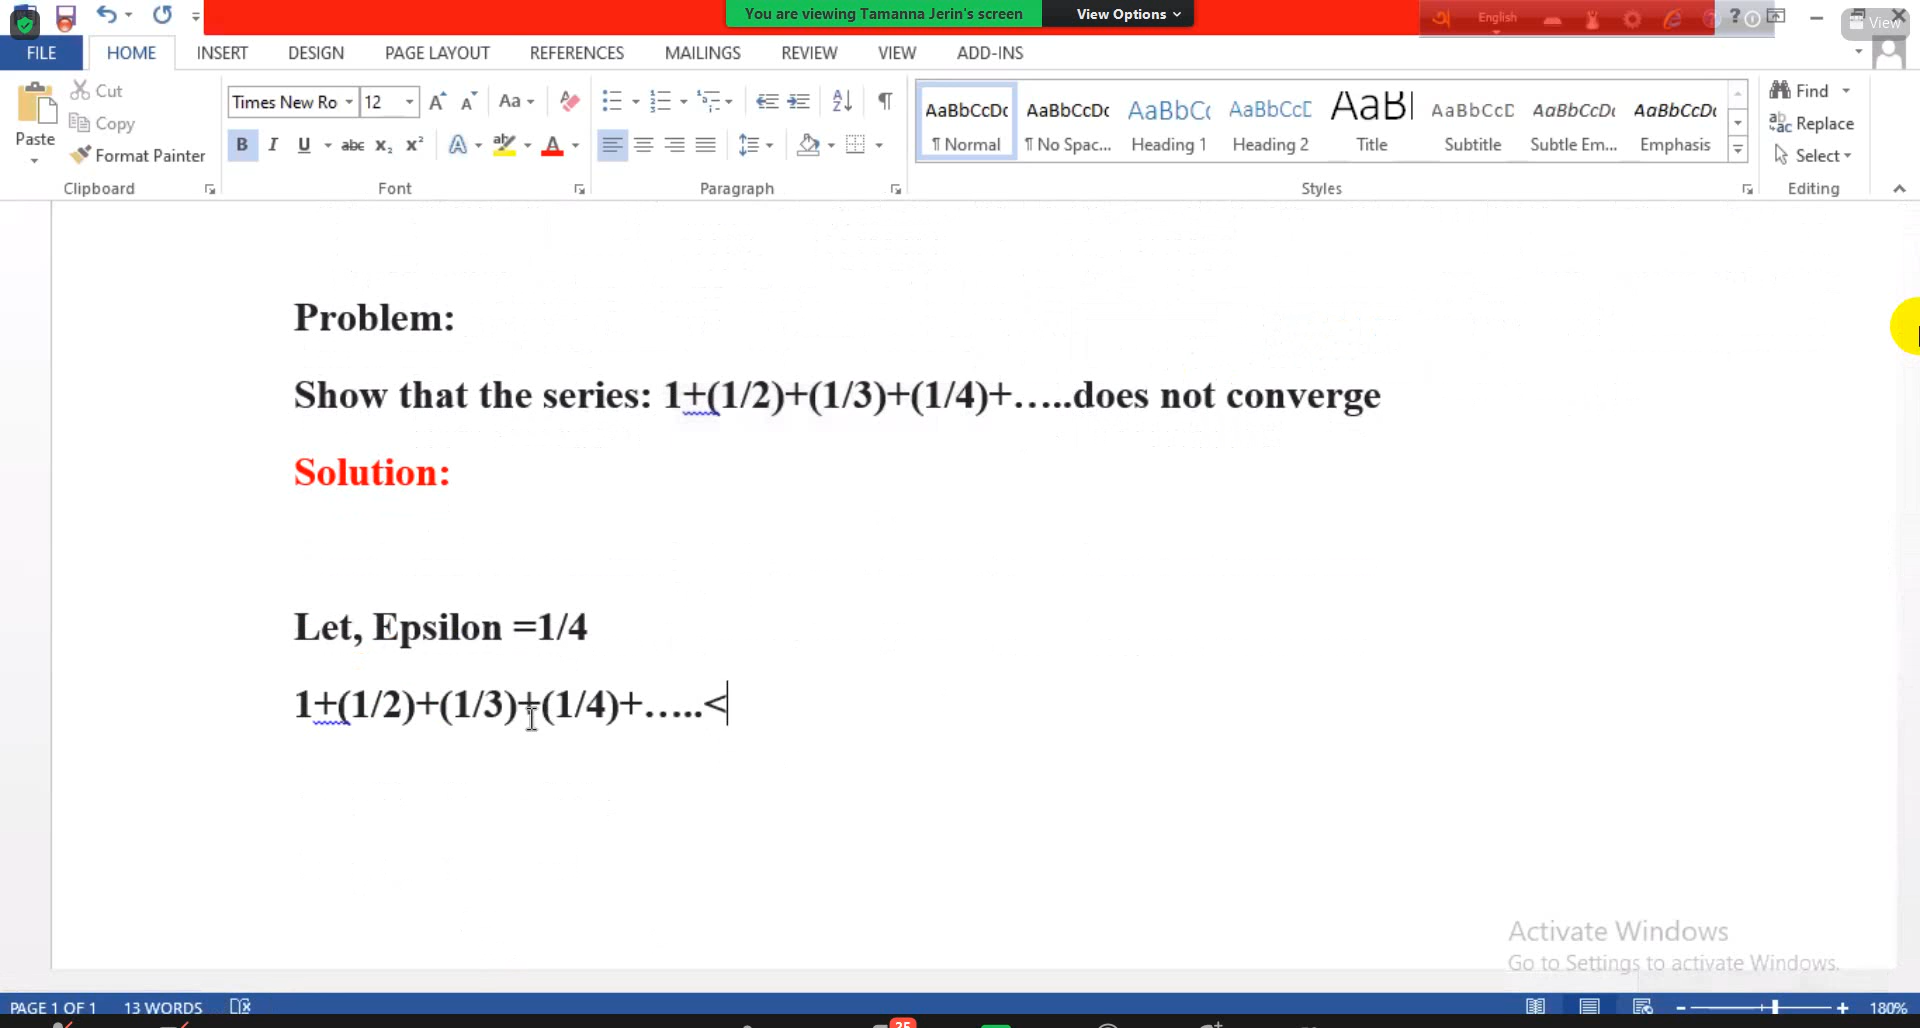 You are viewing Tamanna Jerin's screen
View Options
English
View
FILE
HOME
INSERT
DESIGN
PAGE LAYOUT
REFERENCES
MAILINGS
REVIEW
VIEW
ADD-INS
Paste
Cut
Copy
Format Painter
Clipboard
Times New Ro
12
Font
Paragraph
AaBbCcDc
¶ Normal
AaBbCcDc
¶ No Spac...
AaBbC(
Heading 1
AaBbCcE
Heading 2
AaBl
Title
AaBbCcD
Subtitle
AaBbCcDc
Subtle Em...
AaBbCcDc
Emphasis
Styles
Find
Replace
Select
Editing
Problem:
Show that the series: 1+(1/2)+(1/3)+(1/4)+…..does not converge
Solution:
Let, Epsilon =1/4
1+(1/2)+(1/3)+(1/4)+…..<
Activate Windows
Go to Settings to activate Windows.
PAGE 1 OF 1
13 WORDS
180%
25